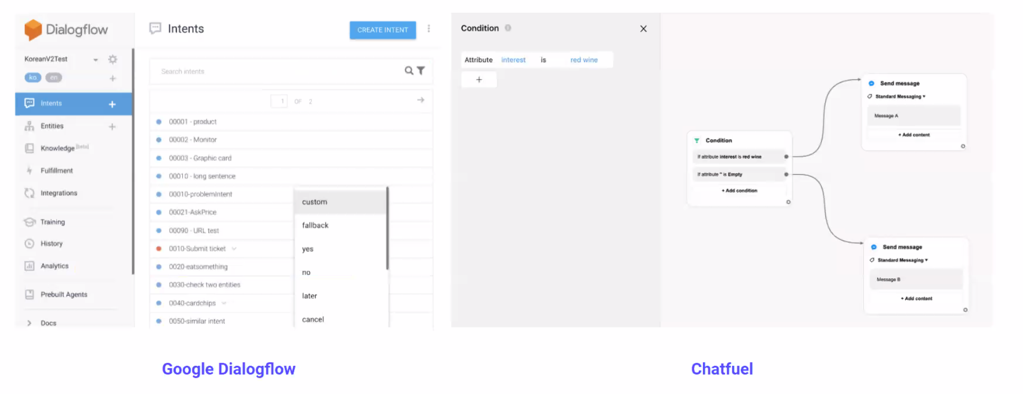 Dialogflow
KoreanV2Test
ko
en
Intents
Entities
Knowledge [beta]
Fulfillment
Integrations
Training
History
Analytics
Prebuilt Agents
Docs
Intents
CREATE INTENT
Search intents
1 OF 2
00001 - product
00002 - Monitor
00003 - Graphic card
00010 - long sentence
00010-problemintent
00021-AskPrice
00090 - URL test
0010-Submit ticket
0020-eatsomething
0030-check two entities
0040-cardchips
0050-similar intent
custom
fallback
yes
no
later
cancel
Condition
Attribute interest is red wine
+
Condition
If attribute interest is red wine
If attribute " is Empty
+ Add condition
Send message
Standard Messaging
Message A
+ Add content
Send message
Standard Messaging
Message B
+ Add content
Google Dialogflow
Chatfuel